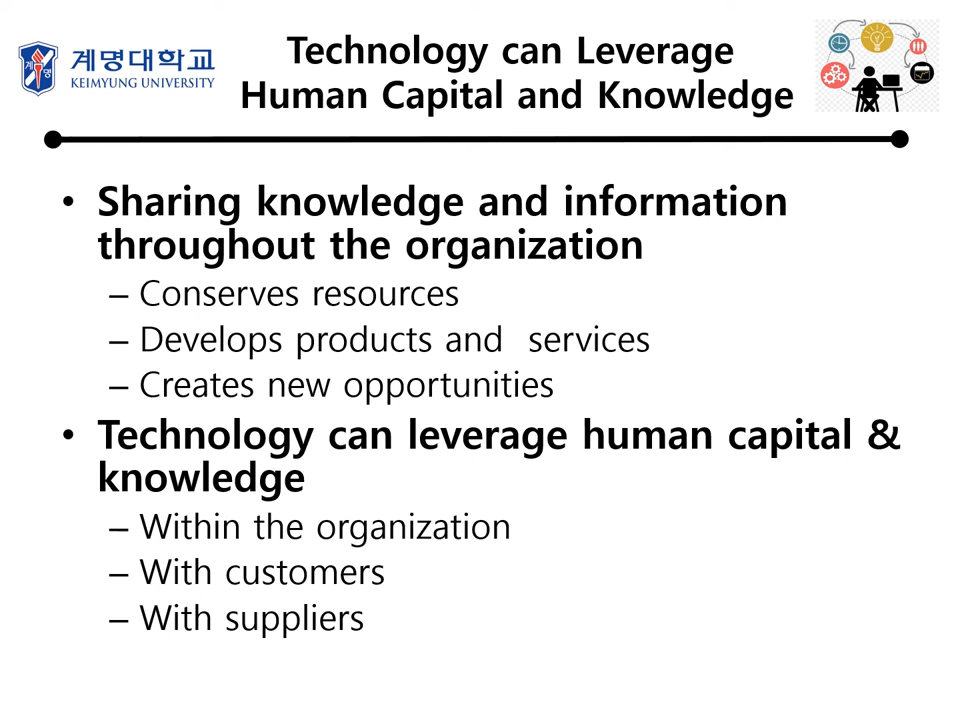 계명대학교
KEIMYUNG UNIVERSITY
Technology can Leverage
Human Capital and Knowledge
• Sharing knowledge and information
throughout the organization
– Conserves resources
– Develops products and  services
– Creates new opportunities
• Technology can leverage human capital &
knowledge
– Within the organization
– With customers
– With suppliers